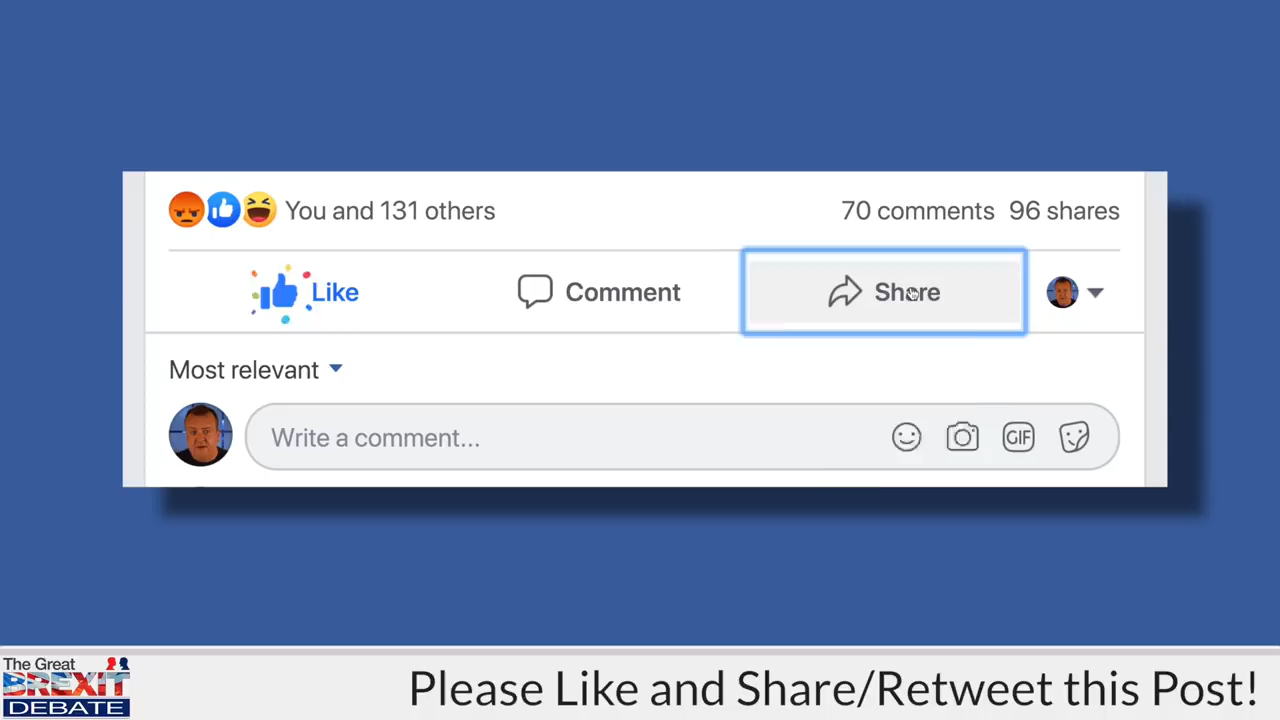 You and 131 others
70 comments 96 shares
Like
Comment
Share
Most relevant
Write a comment...
GIF
The Great
BREXIT
DEBATE
Please Like and Share/Retweet this Post!